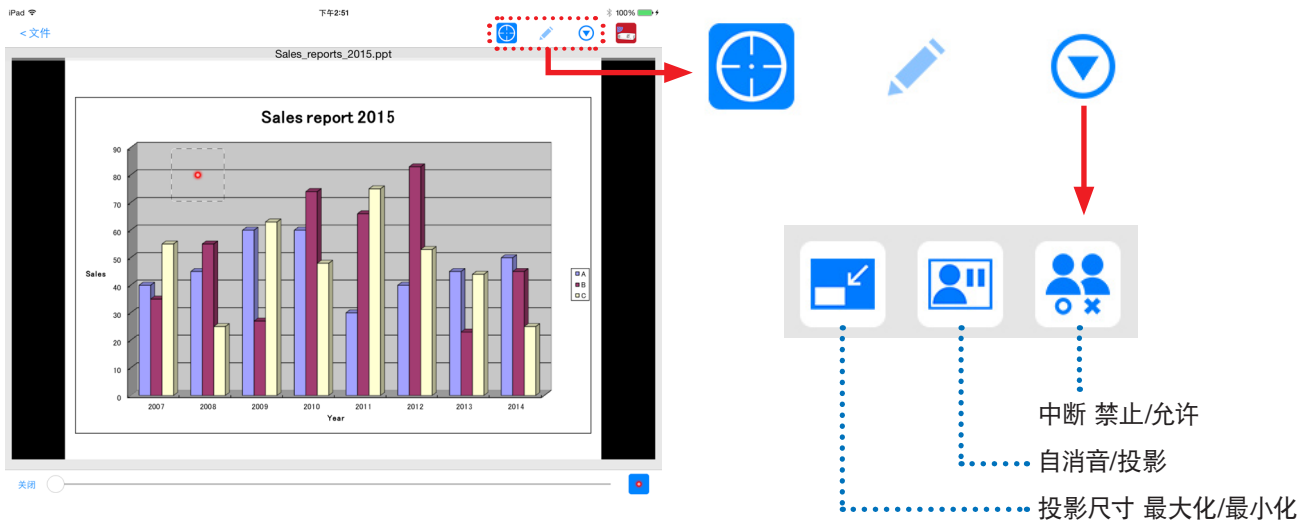 iPad 下午2:51 100%
<文件
Sales_reports_2015.ppt
Sales report 2015
90
80
70
60
50
40
30
20
10
0
Sales
2007 2008 2009 2010 2011 2012 2013 2014
Year
A
B
C
关闭
中断 禁止/允许
自消音/投影
投影尺寸 最大化/最小化